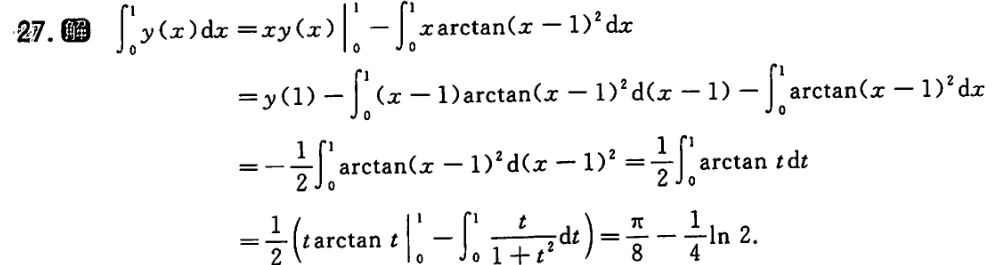 27. 解 ∫₀¹ y(x)dx = xy(x)|₀¹ − ∫₀¹ x arctan(x − 1)² dx
= y(1) − ∫₀¹ (x − 1)arctan(x − 1)² d(x − 1) − ∫₀¹ arctan(x − 1)² dx
= −1/2 ∫₀¹ arctan(x − 1)² d(x − 1)² = 1/2 ∫₀¹ arctan t dt
= 1/2 (t arctan t|₀¹ − ∫₀¹ t/(1 + t²) dt) = π/8 − 1/4 ln 2.